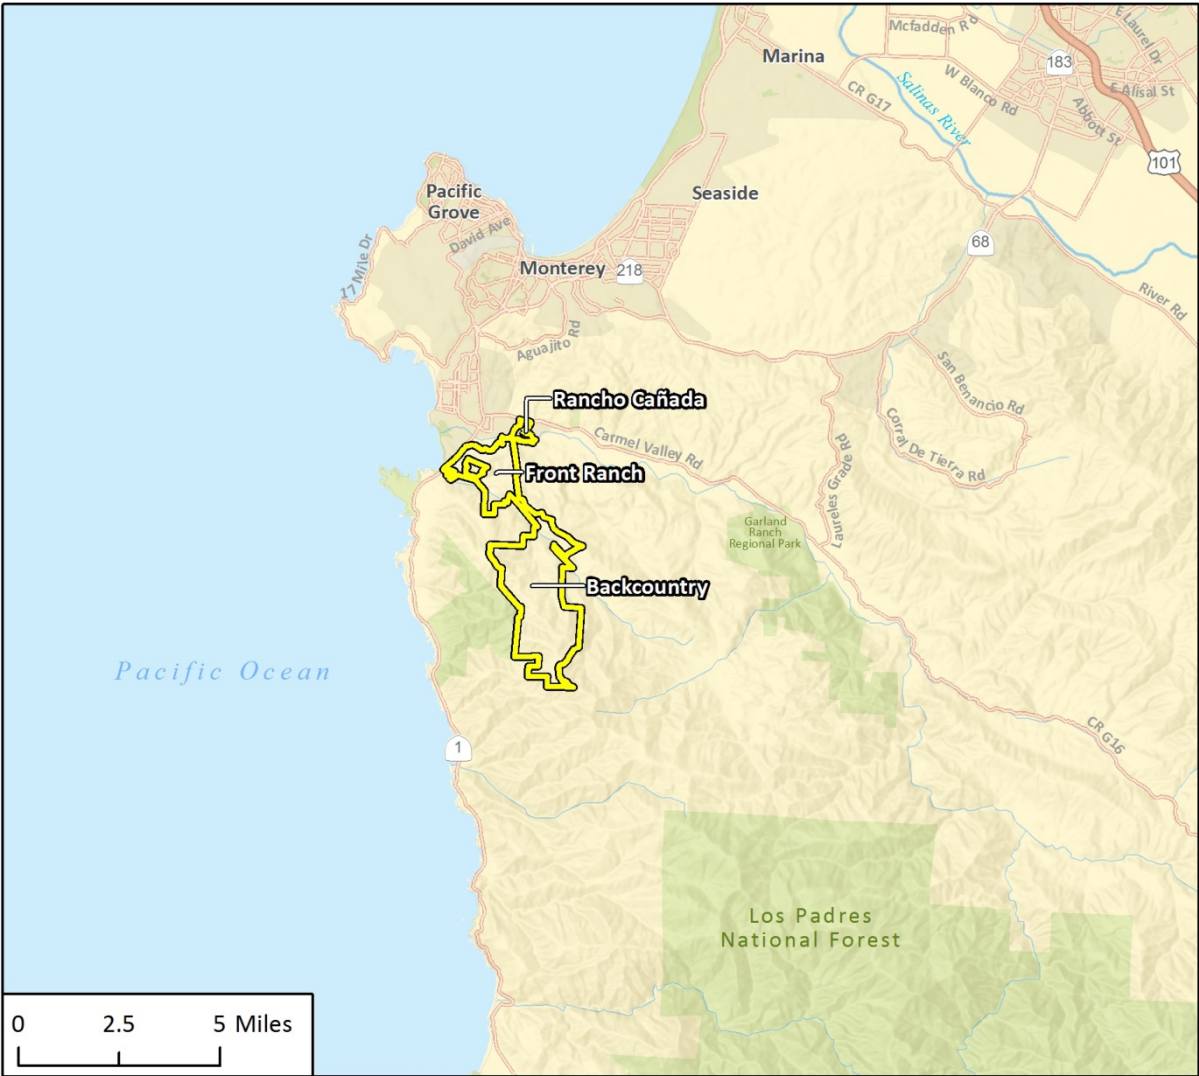 Marina
Mcfadden Rd
E Laurel Dr
183
W Blanco Rd
E Alisal St
CR G17
Salinas River
Abbott St
101
Pacific
Grove
Seaside
David Ave
17 Mile Dr
Monterey
218
68
River Rd
Aguajito Rd
San Benancio Rd
Rancho Cañada
Corral De Tierra Rd
Carmel Valley Rd
Laureles Grade Rd
Front Ranch
Garland
Ranch
Regional Park
Backcountry
Pacific Ocean
CR G16
1
Los Padres
National Forest
0 2.5 5 Miles